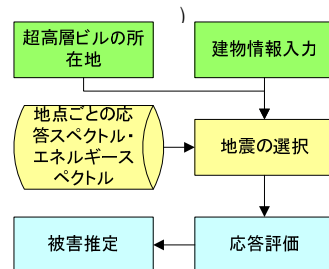 )
超高層ビルの所
在地
建物情報入力
地点ごとの応
答スペクトル・
エネルギース
ペクトル
地震の選択
被害推定
応答評価